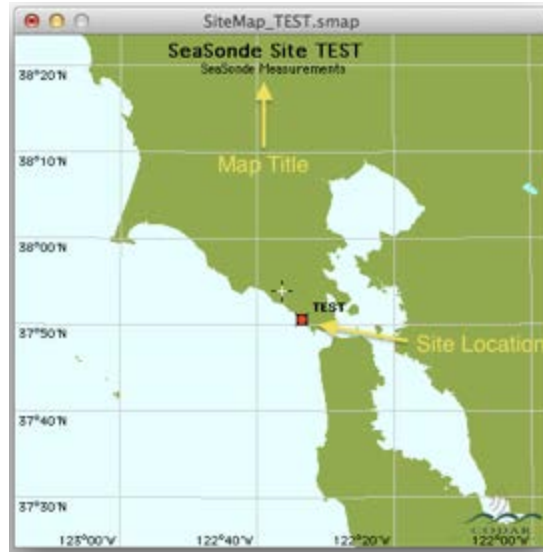 SiteMap_TEST.smap
SeaSonde Site TEST
SeaSonde Measurements
38°20'N
Map Title
38°10'N
38°00'N
TEST
37°50'N
Site Location
37°40'N
37°30'N
CODAR
123°00'W 122°40'W 122°20'W 122°00'W